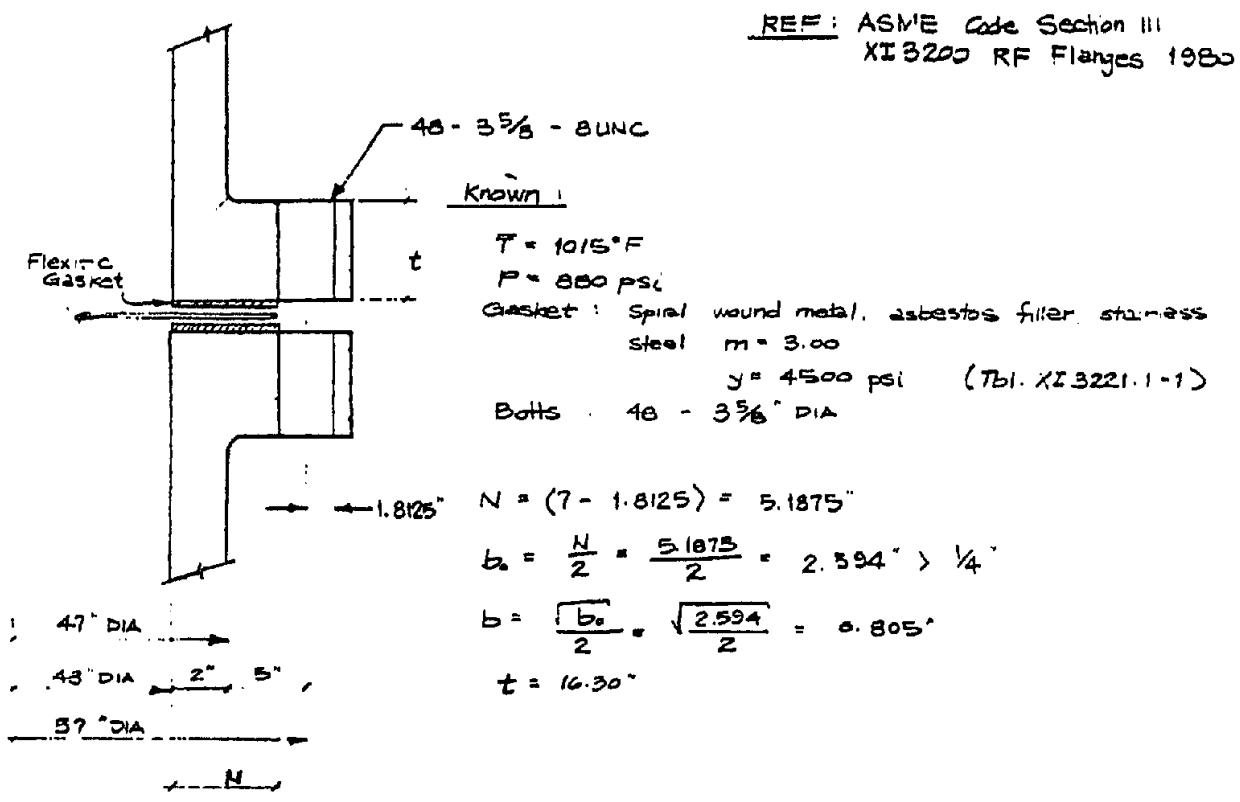 REF: ASME Code Section III
XI 3200 RF Flanges 1980
48 - 3 5/8 - 8UNC
Known:
T = 1015°F
P = 880 psi
t
Gasket
Gasket: Spiral wound metal, asbestos filler stainless
steel m = 3.00
y = 4500 psi (Tbl. XI 3221.1-1)
Bolts 48 - 3 5/8" DIA
1.8125"
N = (7 - 1.8125) = 5.1875"
b₀ = N/2 = 5.1875/2 = 2.594" > 1/4"
b = √b₀/2 = √2.594/2 = 0.805"
t = 16.30"
47" DIA
43" DIA 2" 5"
57" DIA
N